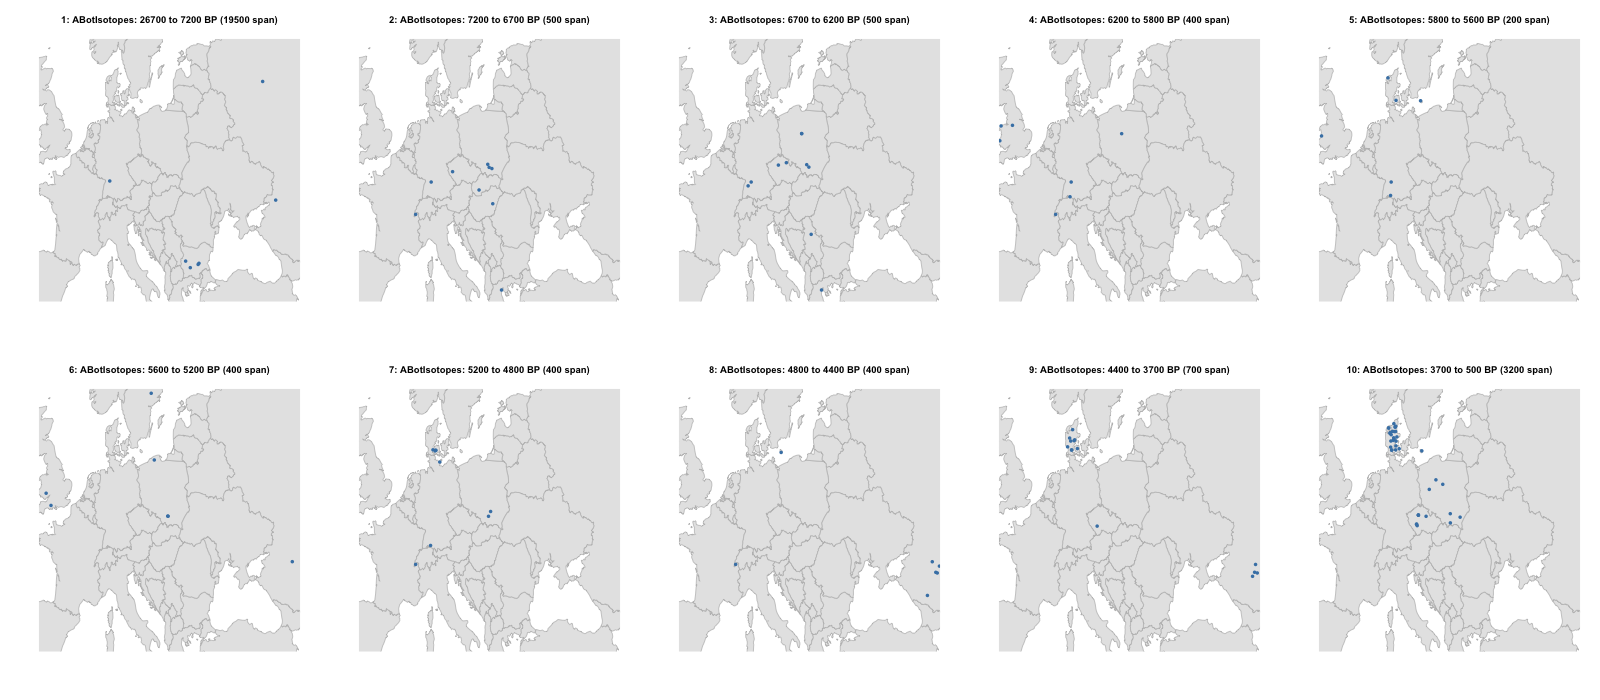 1: ABotIsotopes: 26700 to 7200 BP (19500 span)
2: ABotIsotopes: 7200 to 6700 BP (500 span)
3: ABotIsotopes: 6700 to 6200 BP (500 span)
4: ABotIsotopes: 6200 to 5800 BP (400 span)
5: ABotIsotopes: 5800 to 5600 BP (200 span)
6: ABotIsotopes: 5600 to 5200 BP (400 span)
7: ABotIsotopes: 5200 to 4800 BP (400 span)
8: ABotIsotopes: 4800 to 4400 BP (400 span)
9: ABotIsotopes: 4400 to 3700 BP (700 span)
10: ABotIsotopes: 3700 to 500 BP (3200 span)